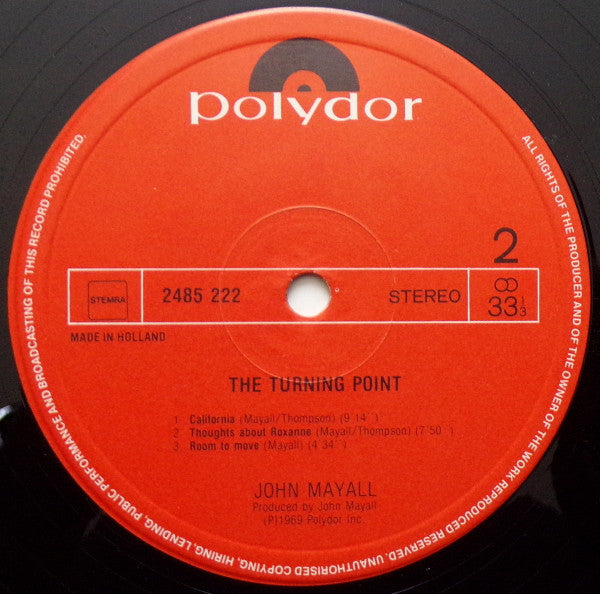 polydor
2
STEMRA
2485 222
STEREO
33 1/3
MADE IN HOLLAND
THE TURNING POINT
1 California (Mayall/Thompson) (9´14´´)
2 Thoughts about Roxanne (Mayall/Thompson) (7´50´´)
3 Room to move (Mayall) (4´34´´)
JOHN MAYALL
Produced by John Mayall
(P)1969 Polydor Inc.
ALL RIGHTS OF THE PRODUCER AND OF THE OWNER OF THE WORK REPRODUCED RESERVED. UNAUTHORISED COPYING, HIRING, LENDING, PUBLIC PERFORMANCE AND BROADCASTING OF THIS RECORD PROHIBITED.